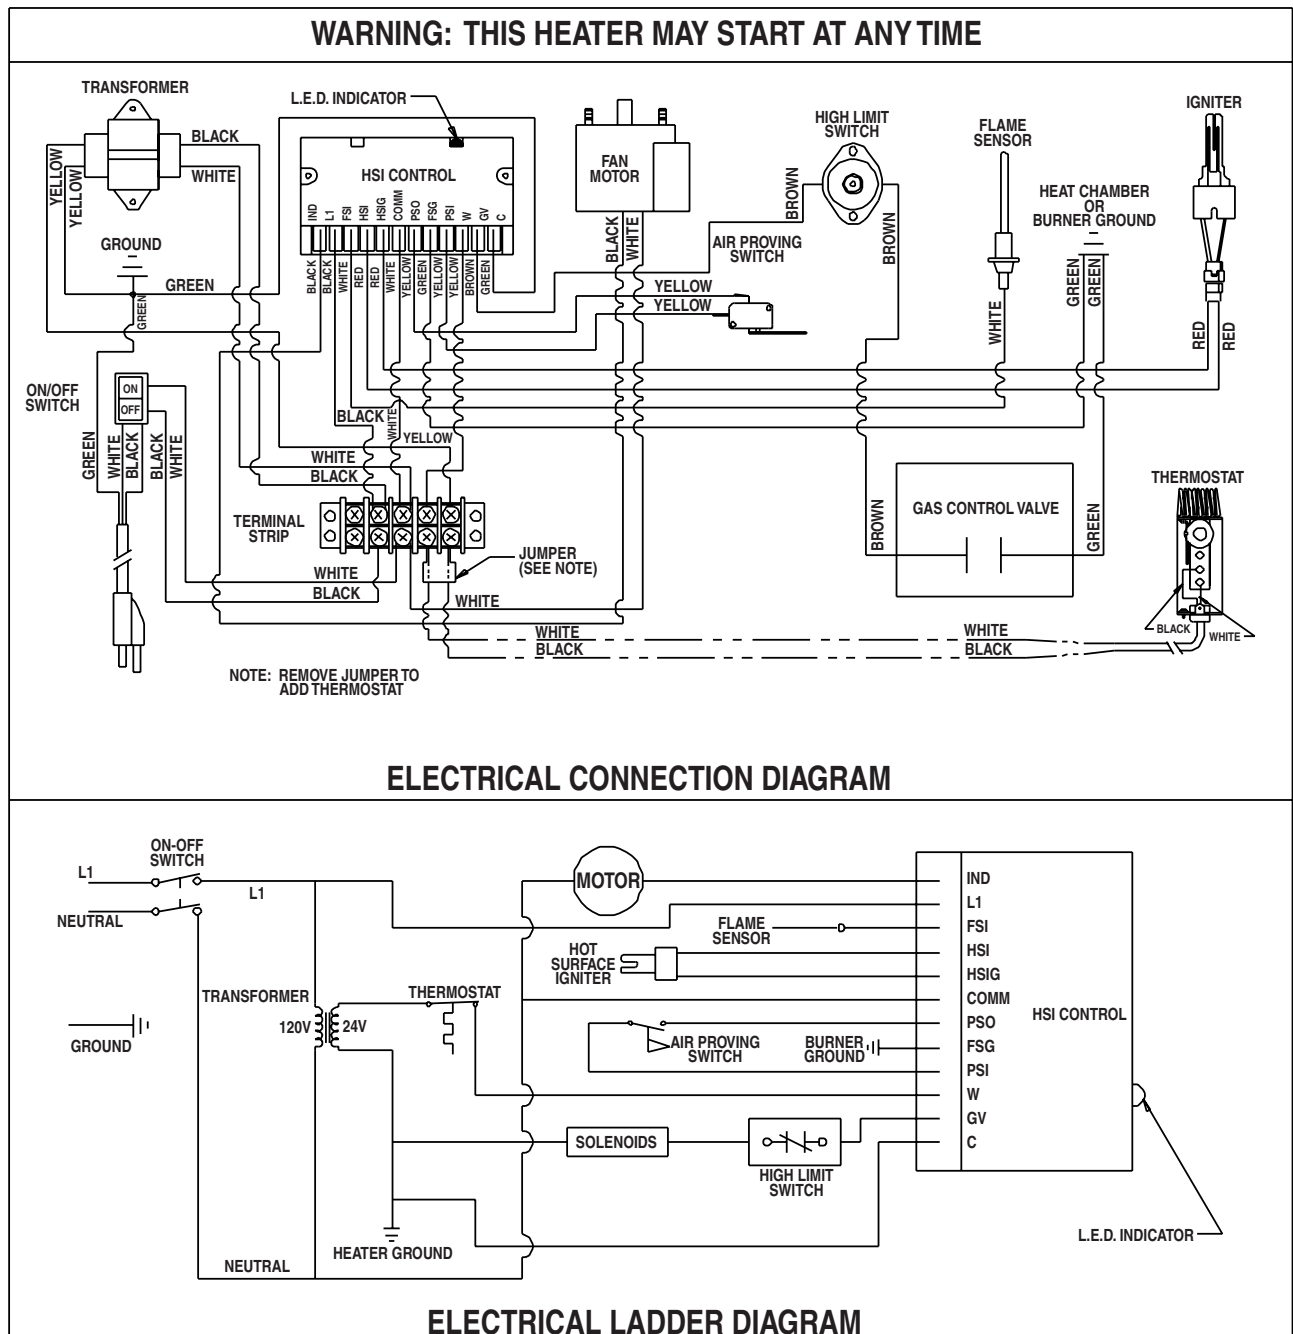 WARNING: THIS HEATER MAY START AT ANY TIME
TRANSFORMER
L.E.D. INDICATOR
IGNITER
HIGH LIMIT
SWITCH
FLAME
SENSOR
BLACK
WHITE
YELLOW
YELLOW
HSI CONTROL
FAN
MOTOR
HEAT CHAMBER
OR
BURNER GROUND
BROWN
BROWN
IND
L1
FSI
HSI
HSIG
COMM
PSO
FSG
PSI
W
GV
C
BLACK
WHITE
AIR PROVING
SWITCH
GROUND
GREEN
GREEN
BLACK
BLACK
WHITE
RED
RED
WHITE
YELLOW
GREEN
YELLOW
YELLOW
BROWN
GREEN
YELLOW
YELLOW
GREEN
GREEN
WHITE
RED
RED
ON/OFF
SWITCH
ON
OFF
BLACK
WHITE
YELLOW
GREEN
WHITE
BLACK
BLACK
WHITE
WHITE
BLACK
THERMOSTAT
TERMINAL
STRIP
GAS CONTROL VALVE
BROWN
GREEN
JUMPER
(SEE NOTE)
WHITE
BLACK
WHITE
WHITE
BLACK
WHITE
BLACK
BLACK
WHITE
NOTE: REMOVE JUMPER TO
ADD THERMOSTAT
ELECTRICAL CONNECTION DIAGRAM
ON-OFF
SWITCH
L1
L1
NEUTRAL
MOTOR
IND
L1
FLAME
SENSOR
FSI
HOT
SURFACE
IGNITER
HSI
HSIG
TRANSFORMER
THERMOSTAT
COMM
HSI CONTROL
120V
24V
PSO
GROUND
AIR PROVING
SWITCH
BURNER
GROUND
FSG
PSI
W
GV
SOLENOIDS
C
HIGH LIMIT
SWITCH
L.E.D. INDICATOR
HEATER GROUND
NEUTRAL
ELECTRICAL LADDER DIAGRAM